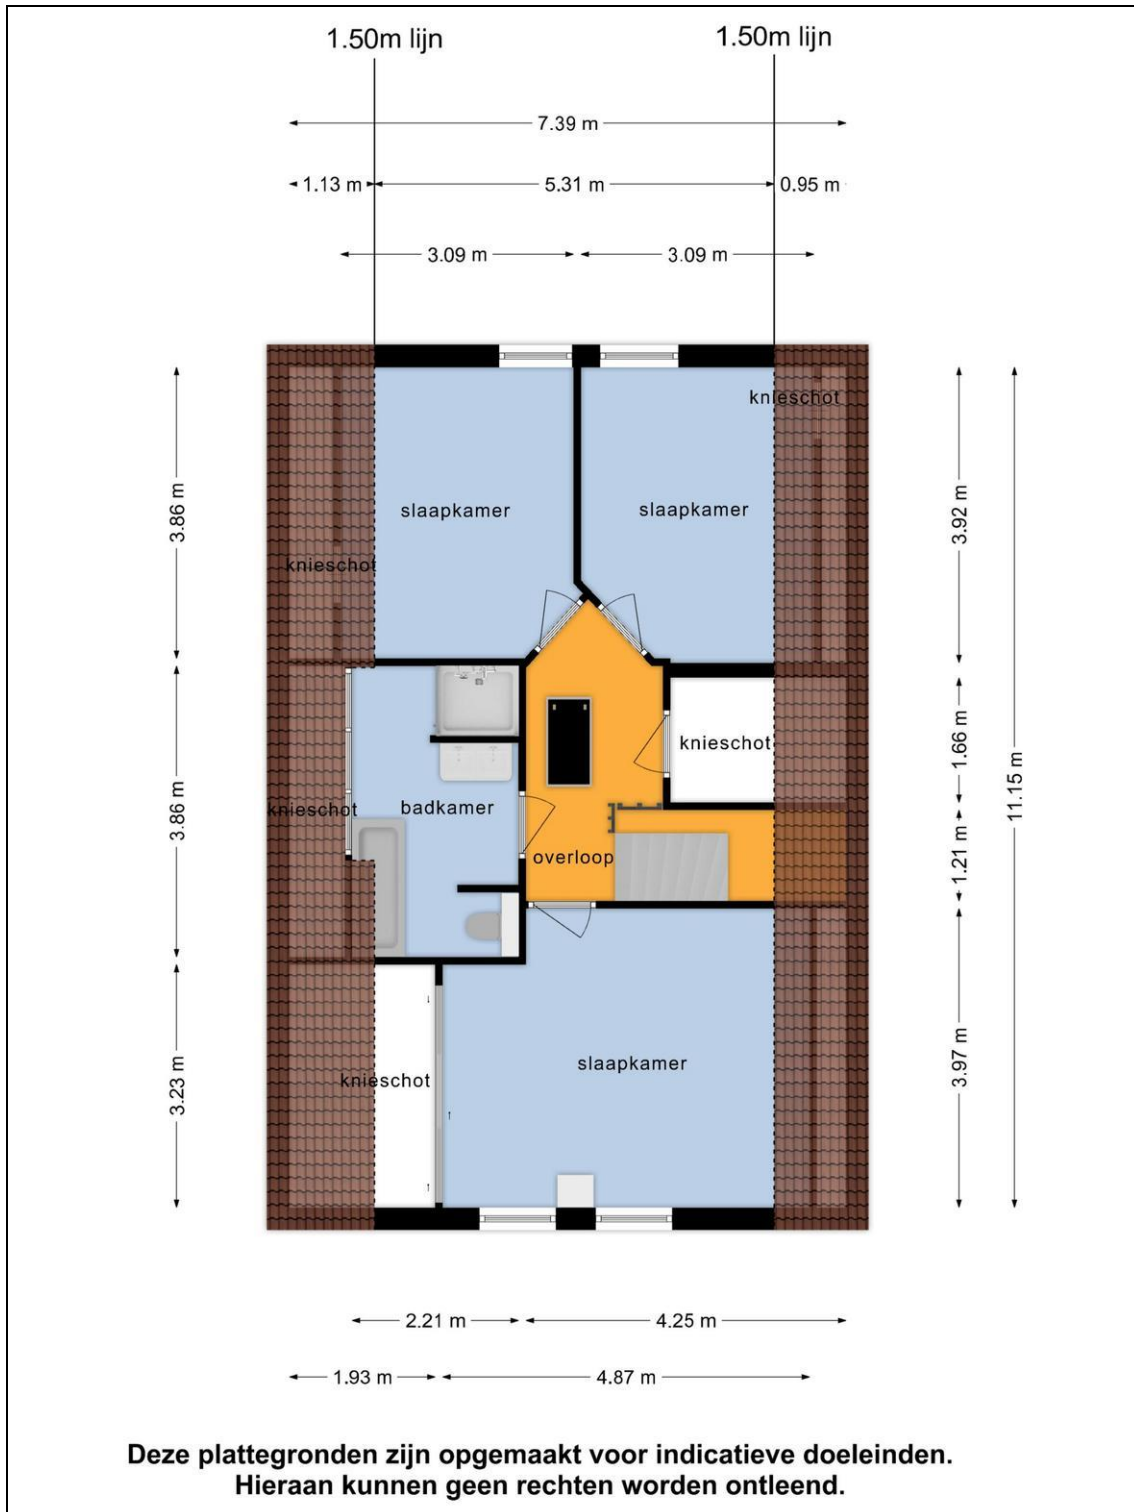 1.50m lijn 1.50m lijn
7.39 m
1.13 m 5.31 m 0.95 m
3.09 m 3.09 m
knieschot
3.86 m slaapkamer slaapkamer 3.92 m
knieschot
knieschot 1.66 m
11.15 m
3.86 m knieschot badkamer
overloop 1.21 m
slaapkamer 3.97 m
3.23 m knieschot
2.21 m 4.25 m
1.93 m 4.87 m
Deze plattegronden zijn opgemaakt voor indicatieve doeleinden.
Hieraan kunnen geen rechten worden ontleend.